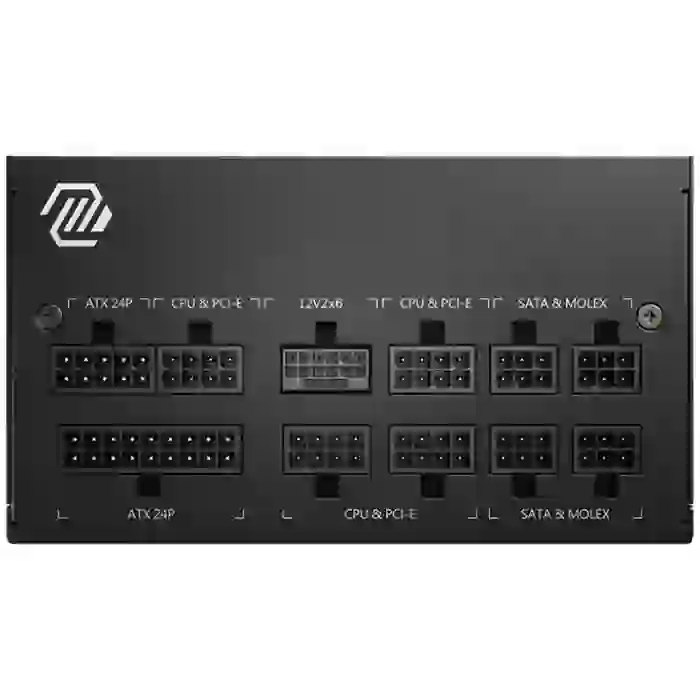 ATX 24P CPU & PCI-E 12V2x6 CPU & PCI-E SATA & MOLEX
ATX 24P CPU & PCI-E SATA & MOLEX